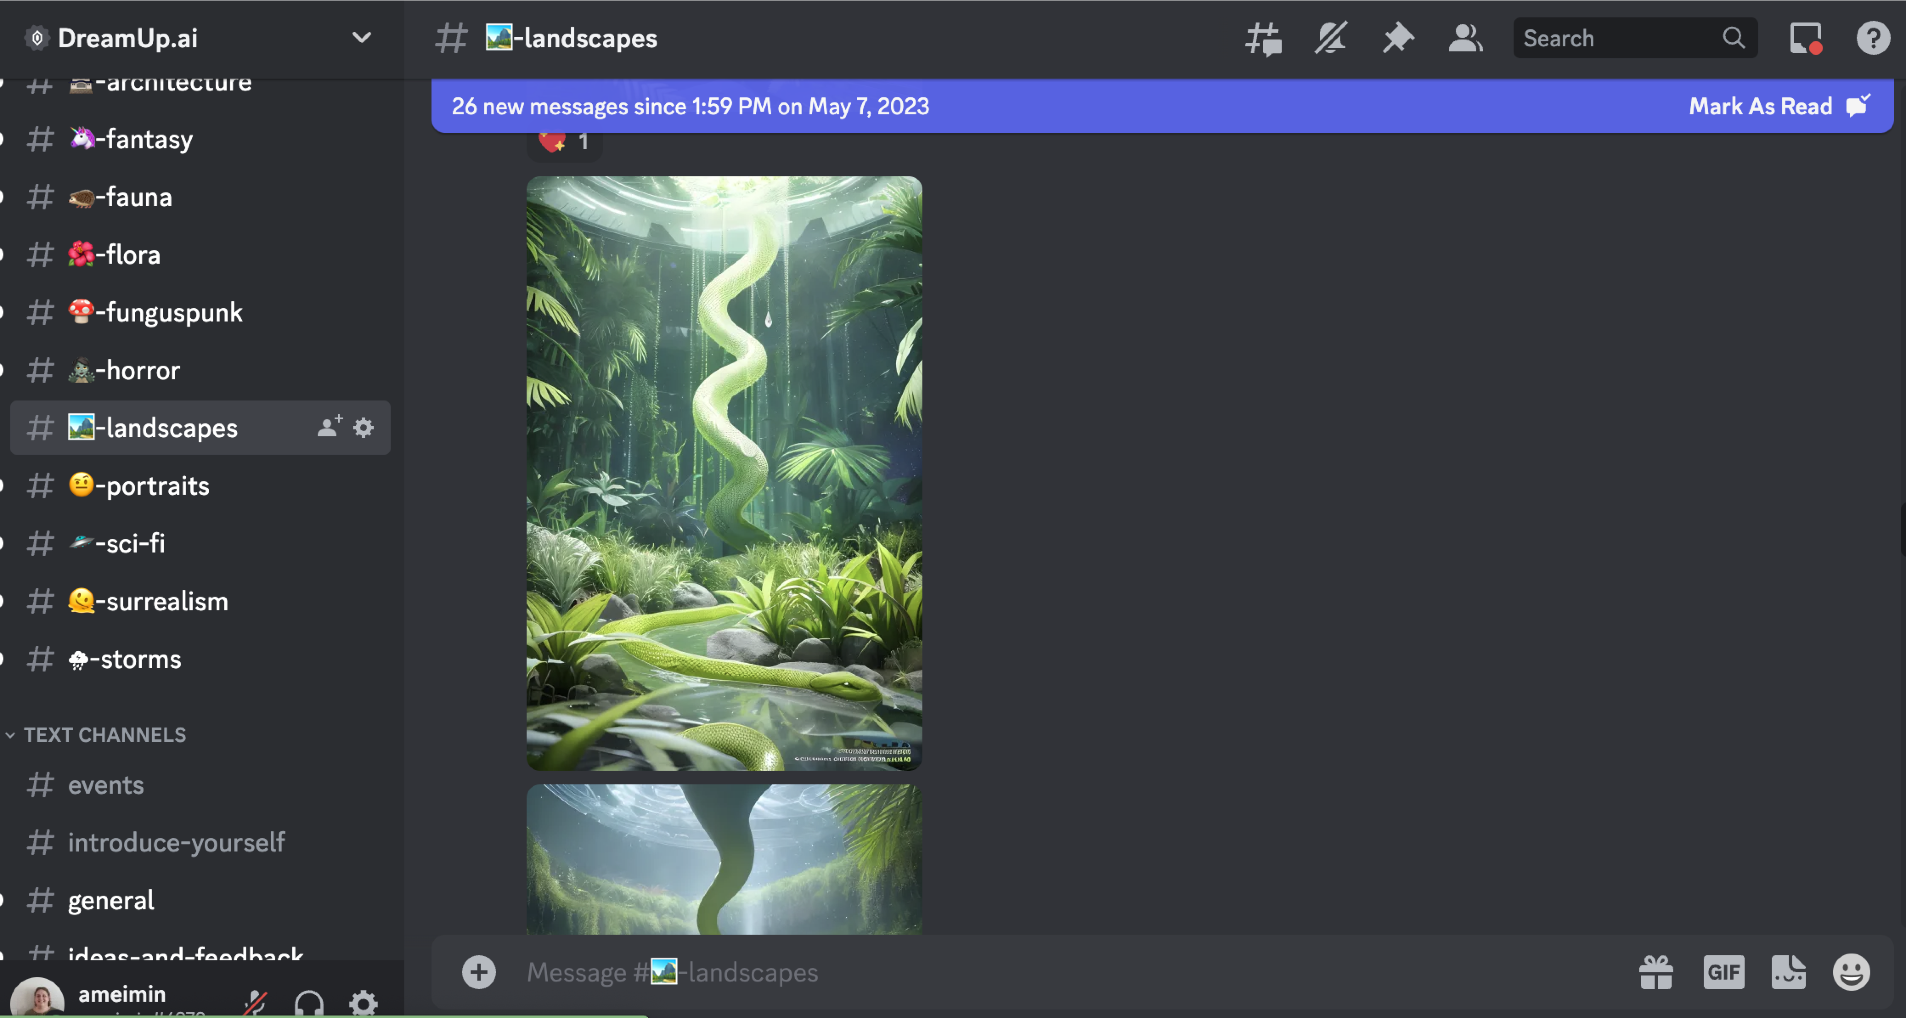 DreamUp.ai
-architecture
-fantasy
-fauna
-flora
-funguspunk
-horror
-landscapes
-portraits
-sci-fi
-surrealism
-storms
TEXT CHANNELS
events
introduce-yourself
general
ideas-and-feedback
ameimin
-landscapes
Search
26 new messages since 1:59 PM on May 7, 2023
Mark As Read
1
Message #-landscapes
GIF